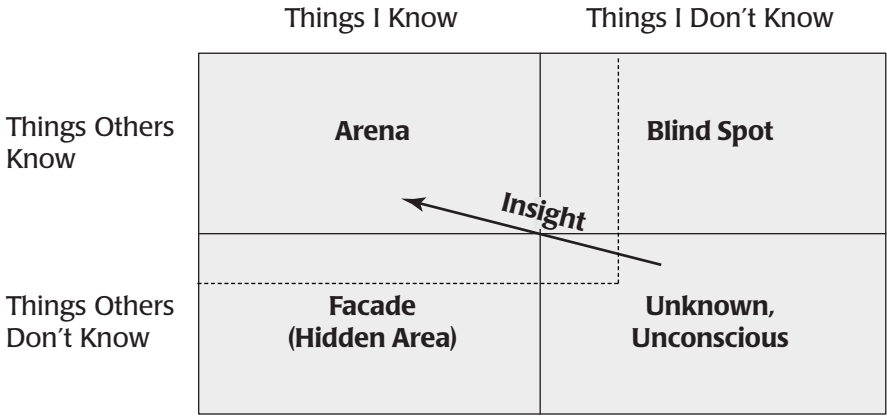 Things I Know
Things I Don't Know
Things Others
Know
Arena
Blind Spot
Insight
Things Others
Don't Know
Facade
(Hidden Area)
Unknown,
Unconscious